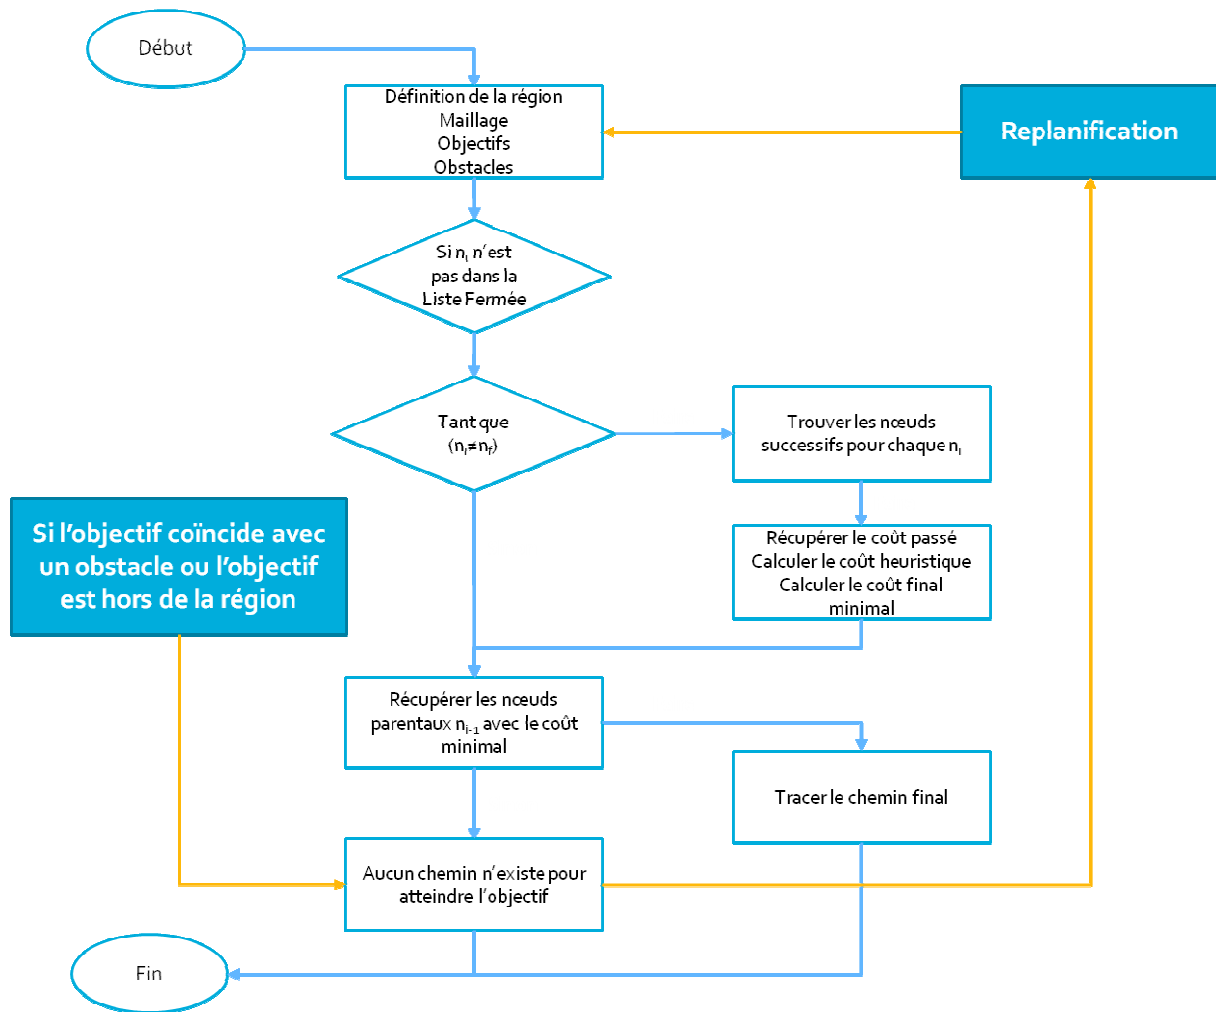 Début
Définition de la région
Maillage
Objectifs
Obstacles
Replanification
Si nᵢ n’est
pas dans la
Liste Fermée
Tant que
(nᵢ≠n_f)
Trouver les nœuds
successifs pour chaque nᵢ
Si l’objectif coïncide avec
un obstacle ou l’objectif
est hors de la région
Récupérer le coût passé
Calculer le coût heuristique
Calculer le coût final
minimal
Récupérer les nœuds
parentaux nᵢ₋₁ avec le coût
minimal
Tracer le chemin final
Aucun chemin n’existe pour
atteindre l’objectif
Fin